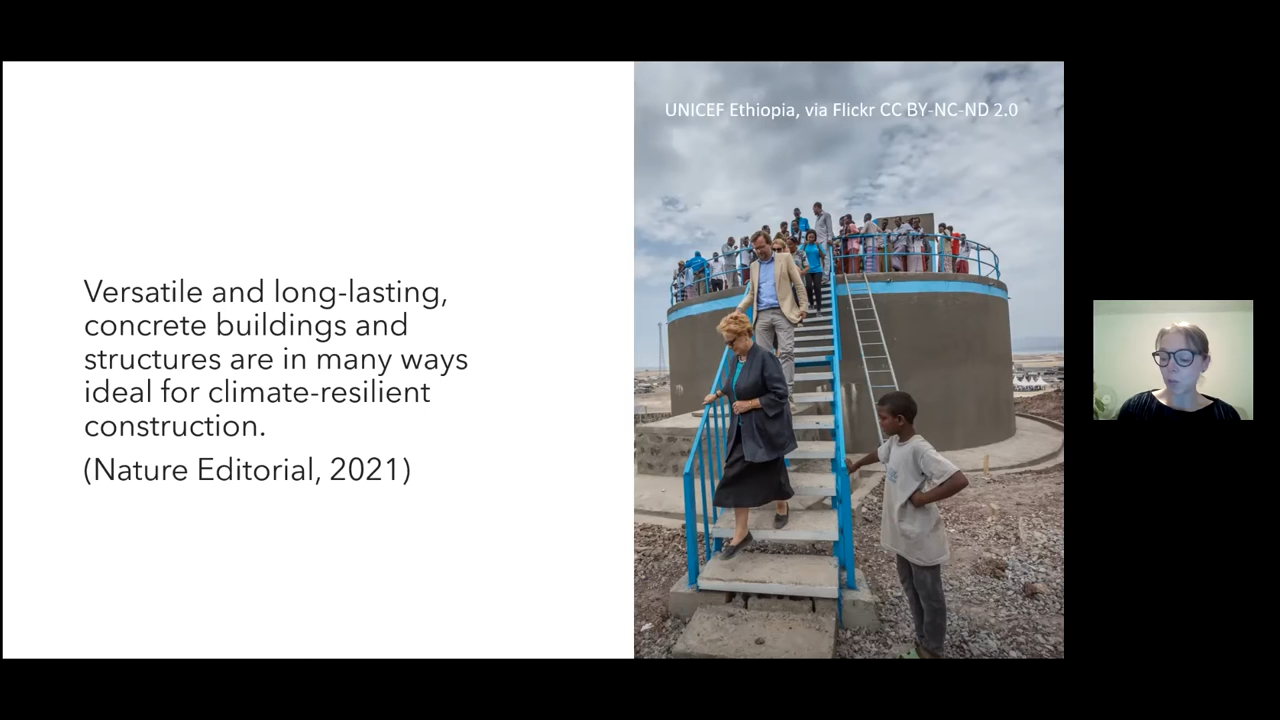 UNICEF Ethiopia, via Flickr CC BY-NC-ND 2.0
Versatile and long-lasting,
concrete buildings and
structures are in many ways
ideal for climate-resilient
construction.
(Nature Editorial, 2021)